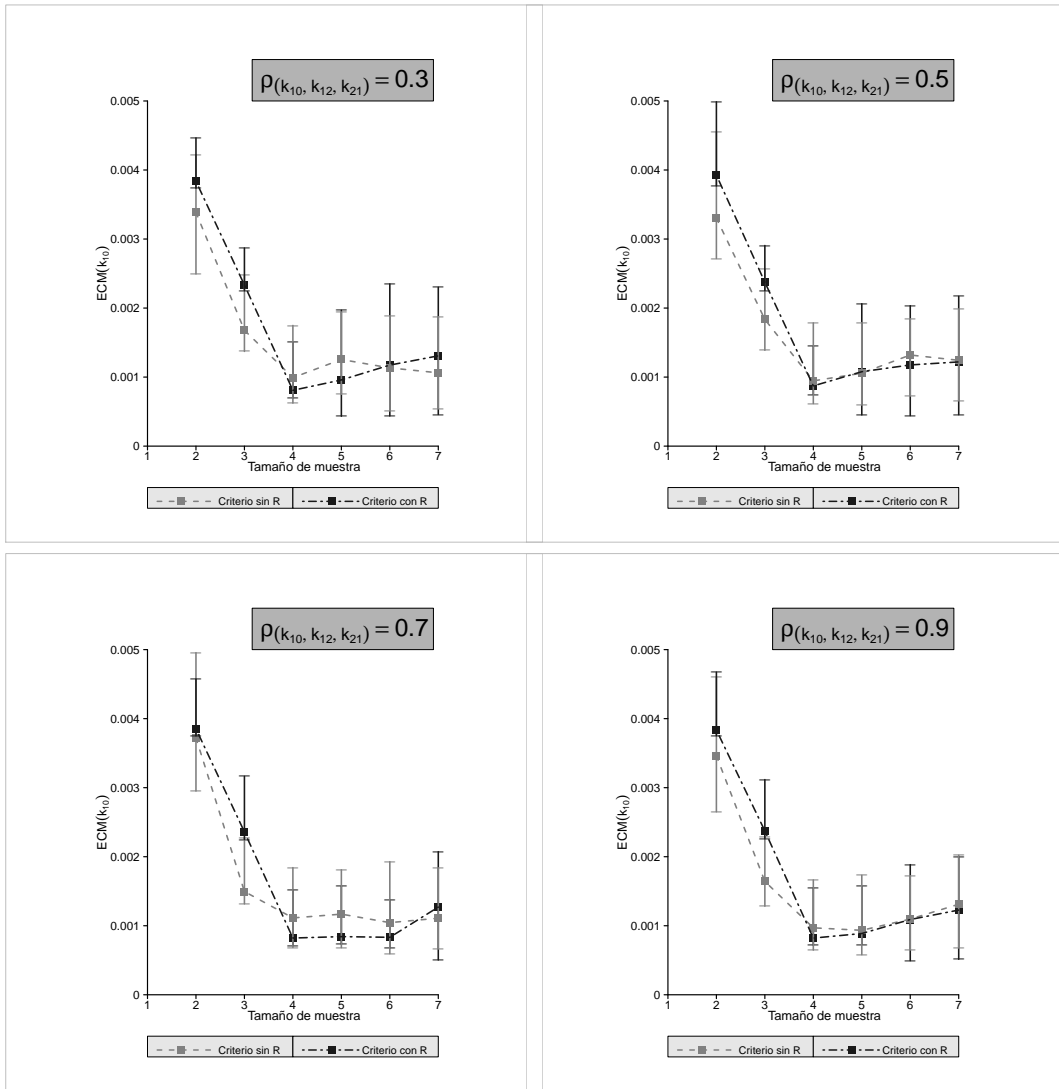 ρ(k10, k12, k21) = 0.3
0.005
0.004
0.003
0.002
0.001
0
ECM(k10)
1 2 3 4 5 6 7
Tamaño de muestra
Criterio sin R Criterio con R
ρ(k10, k12, k21) = 0.5
0.005
0.004
0.003
0.002
0.001
0
ECM(k10)
1 2 3 4 5 6 7
Tamaño de muestra
Criterio sin R Criterio con R
ρ(k10, k12, k21) = 0.7
0.005
0.004
0.003
0.002
0.001
0
ECM(k10)
1 2 3 4 5 6 7
Tamaño de muestra
Criterio sin R Criterio con R
ρ(k10, k12, k21) = 0.9
0.005
0.004
0.003
0.002
0.001
0
ECM(k10)
1 2 3 4 5 6 7
Tamaño de muestra
Criterio sin R Criterio con R